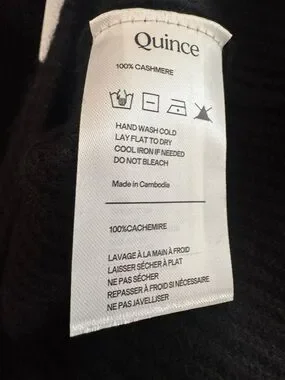 Quince
100% CASHMERE
HAND WASH COLD
LAY FLAT TO DRY
COOL IRON IF NEEDED
DO NOT BLEACH
Made in Cambodia
100%CACHEMIRE
LAVAGE À LA MAIN À FROID
LAISSER SÉCHER À PLAT
NE PAS SÉCHER
REPASSER À FROID SI NÉCESSAIRE
NE PAS JAVELLISER